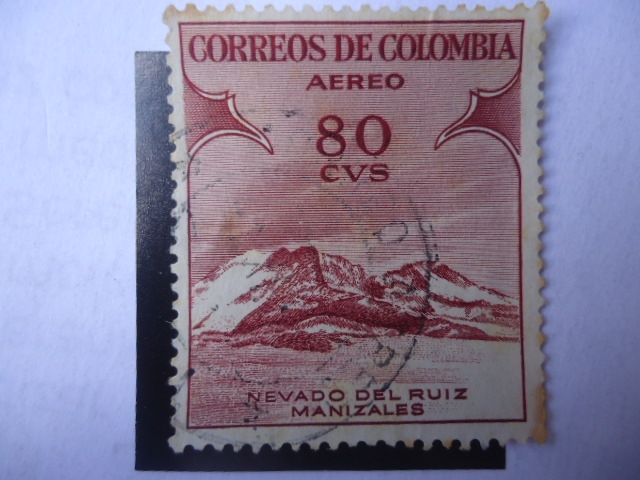 CORREOS DE COLOMBIA
AEREO
80
CVS
NEVADO DEL RUIZ
MANIZALES